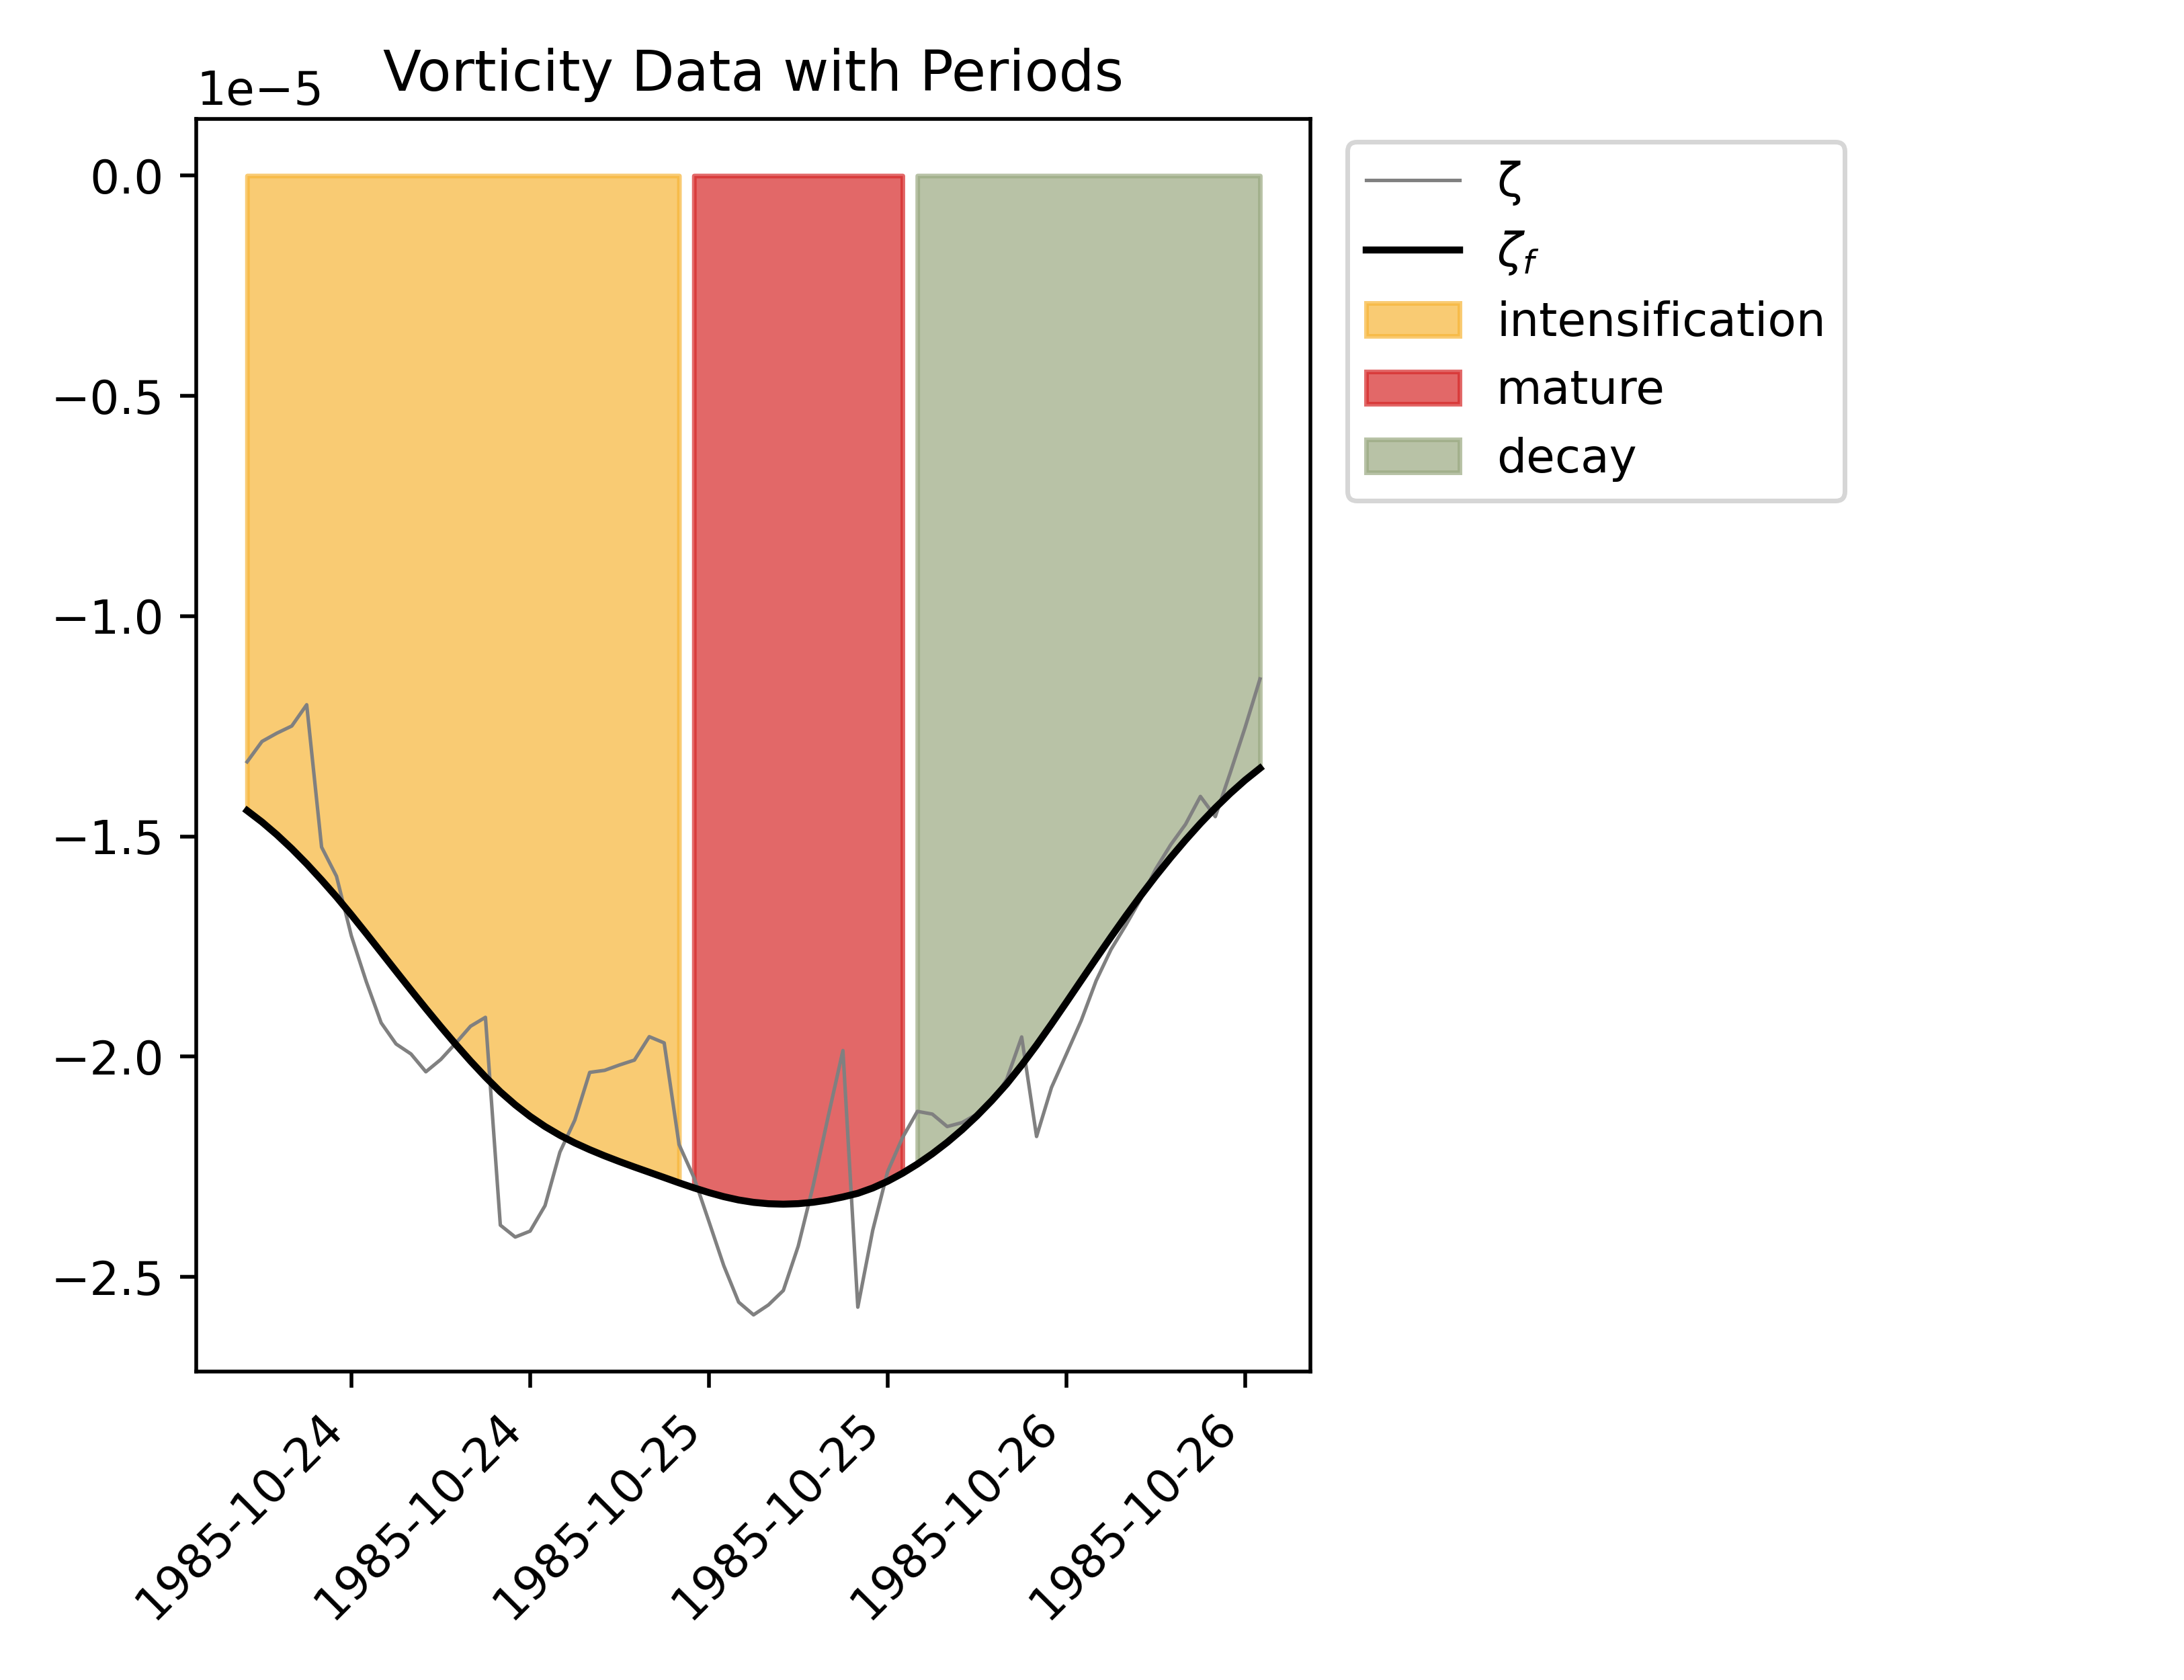 Vorticity Data with Periods
1e−5
0.0
−0.5
−1.0
−1.5
−2.0
−2.5
1985-10-24
1985-10-24
1985-10-25
1985-10-25
1985-10-26
1985-10-26
ζ
ζf
intensification
mature
decay